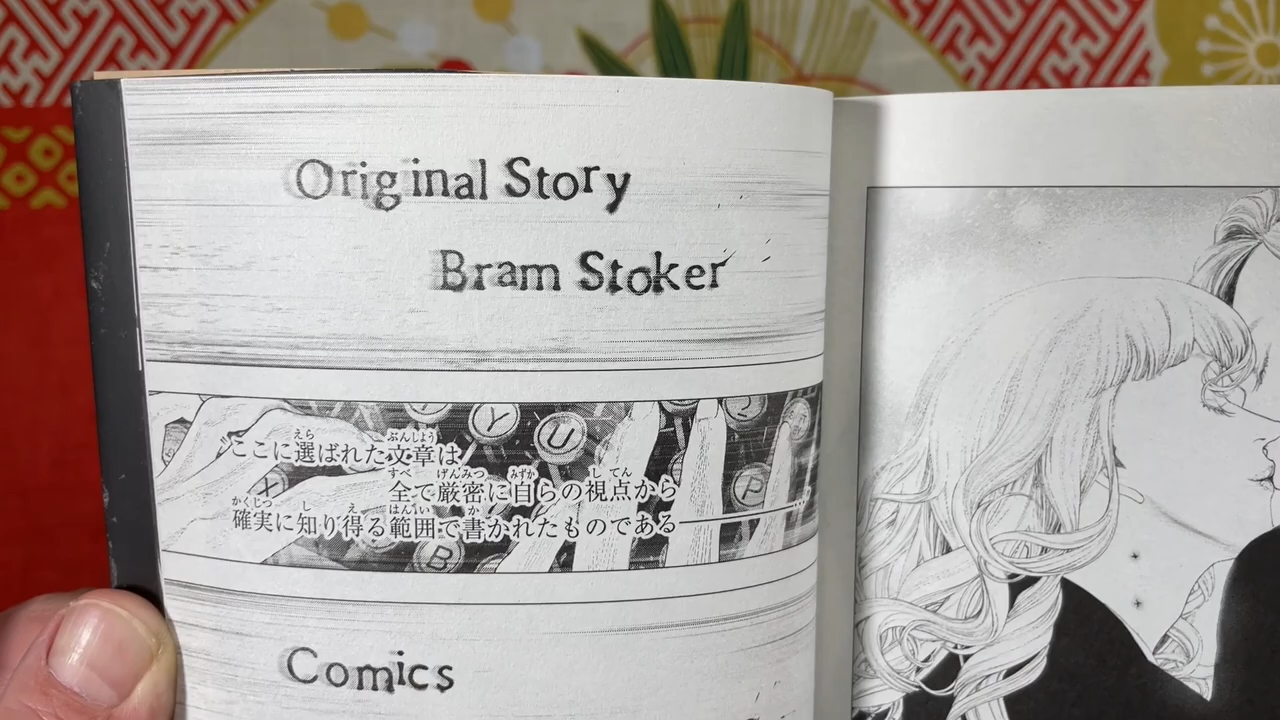 Original Story
Bram Stoker
ここに選ばれた文章は
全て厳密に自らの視点から
確実に知り得る範囲で書かれたものである――…
Comics